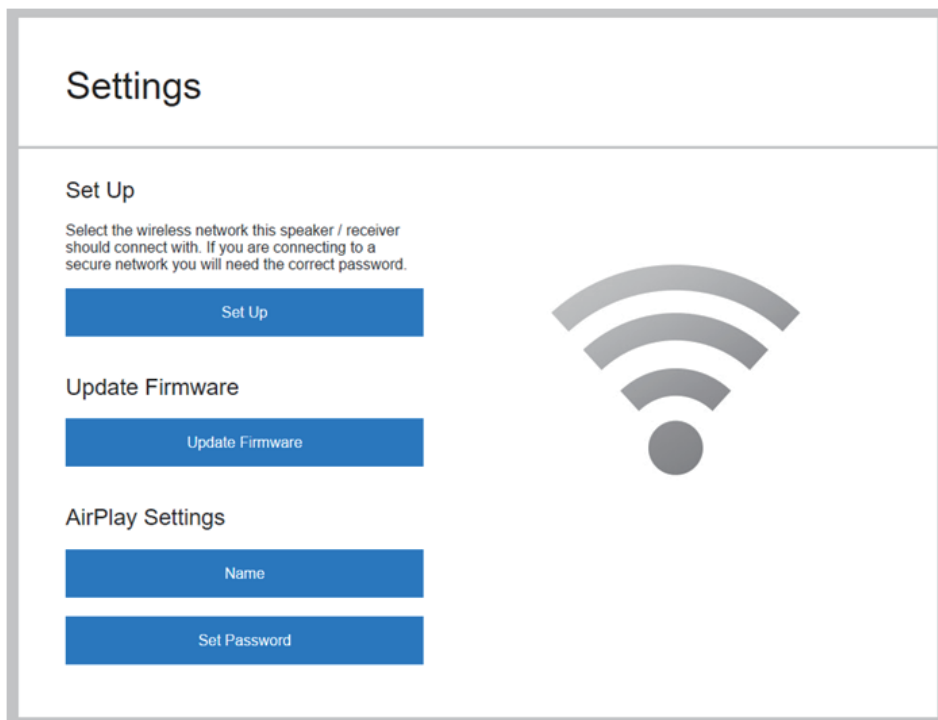 Settings
Set Up
Select the wireless network this speaker / receiver
should connect with. If you are connecting to a
secure network you will need the correct password.
Set Up
Update Firmware
Update Firmware
AirPlay Settings
Name
Set Password